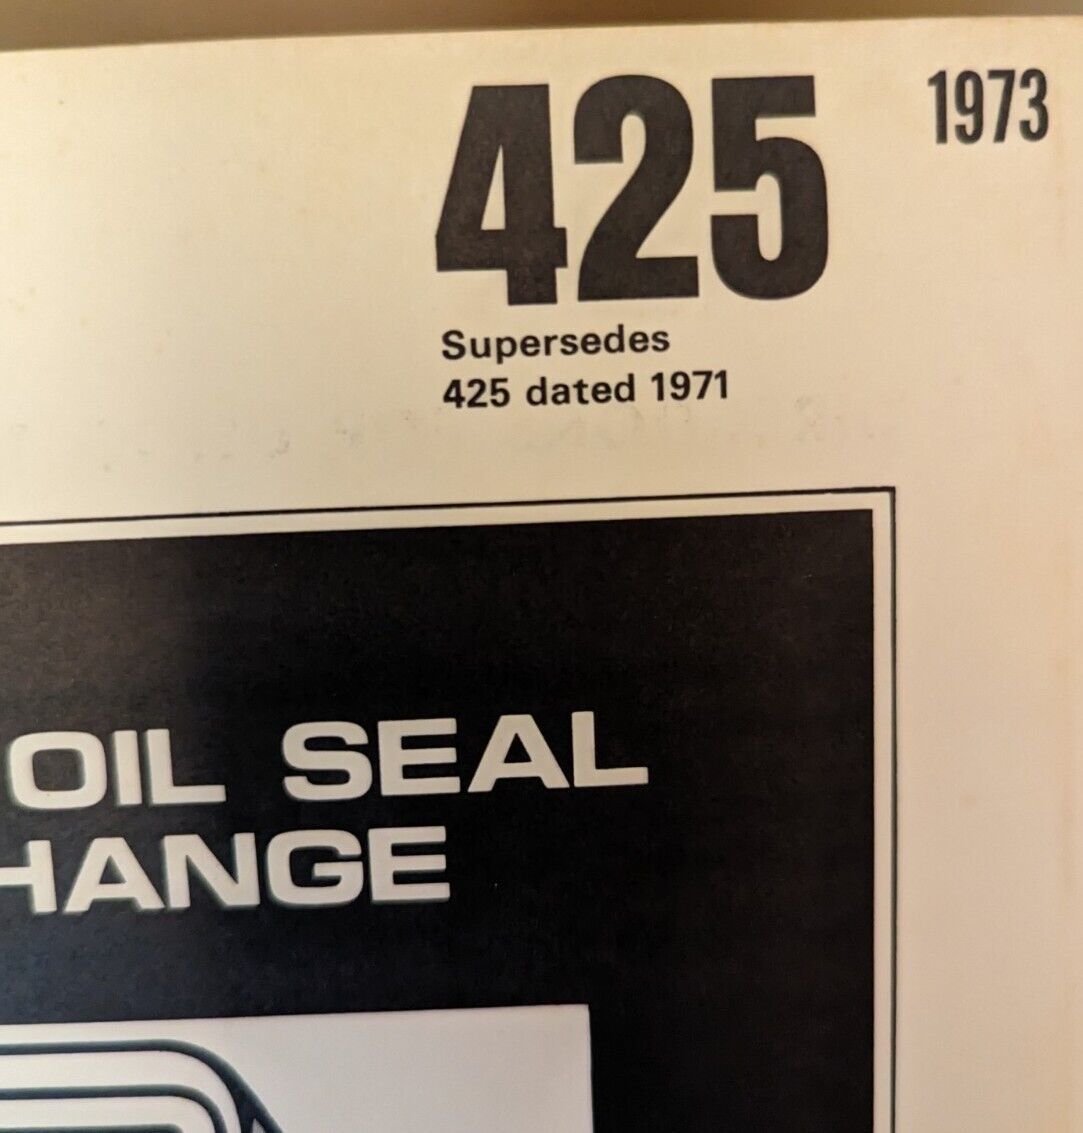 425 1973
Supersedes
425 dated 1971
OIL SEAL
HANGE